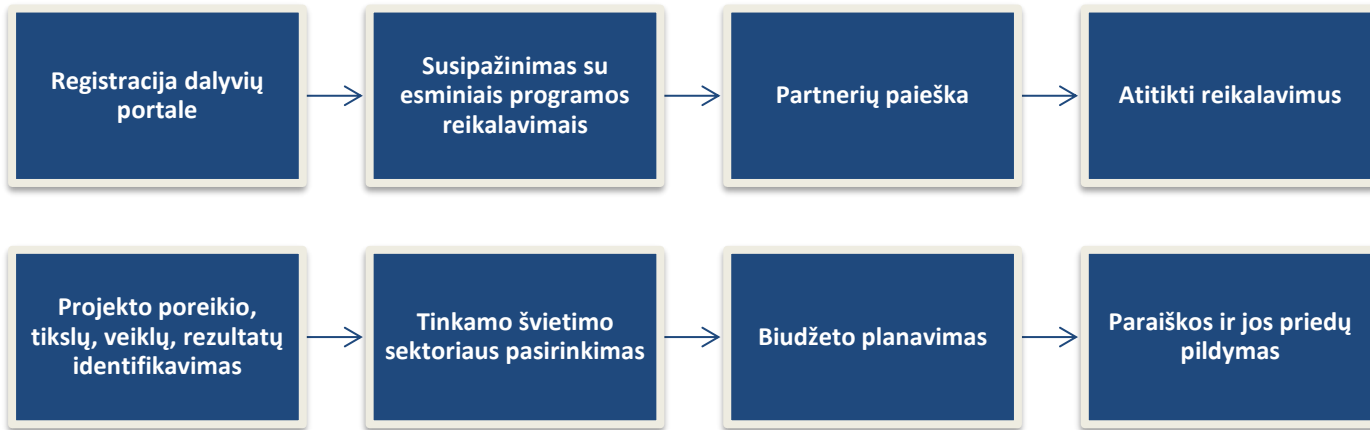 Registracija dalyvių
portale
Susipažinimas su
esminiais programos
reikalavimais
Partnerių paieška
Atitikti reikalavimus
Projekto poreikio,
tikslų, veiklų, rezultatų
identifikavimas
Tinkamo švietimo
sektoriaus pasirinkimas
Biudžeto planavimas
Paraiškos ir jos priedų
pildymas